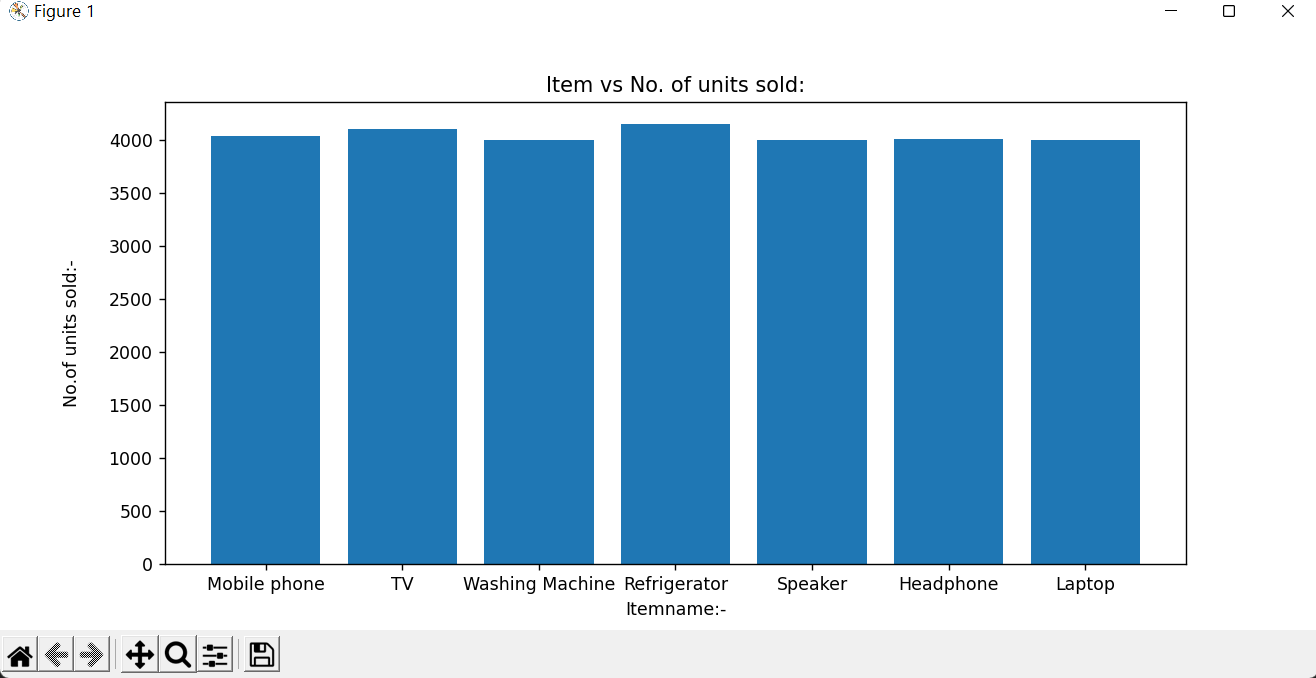 Figure 1
Item vs No. of units sold:
4000
3500
3000
2500
2000
1500
1000
500
0
No.of units sold:-
Mobile phone TV Washing Machine Refrigerator Speaker Headphone Laptop
Itemname:-